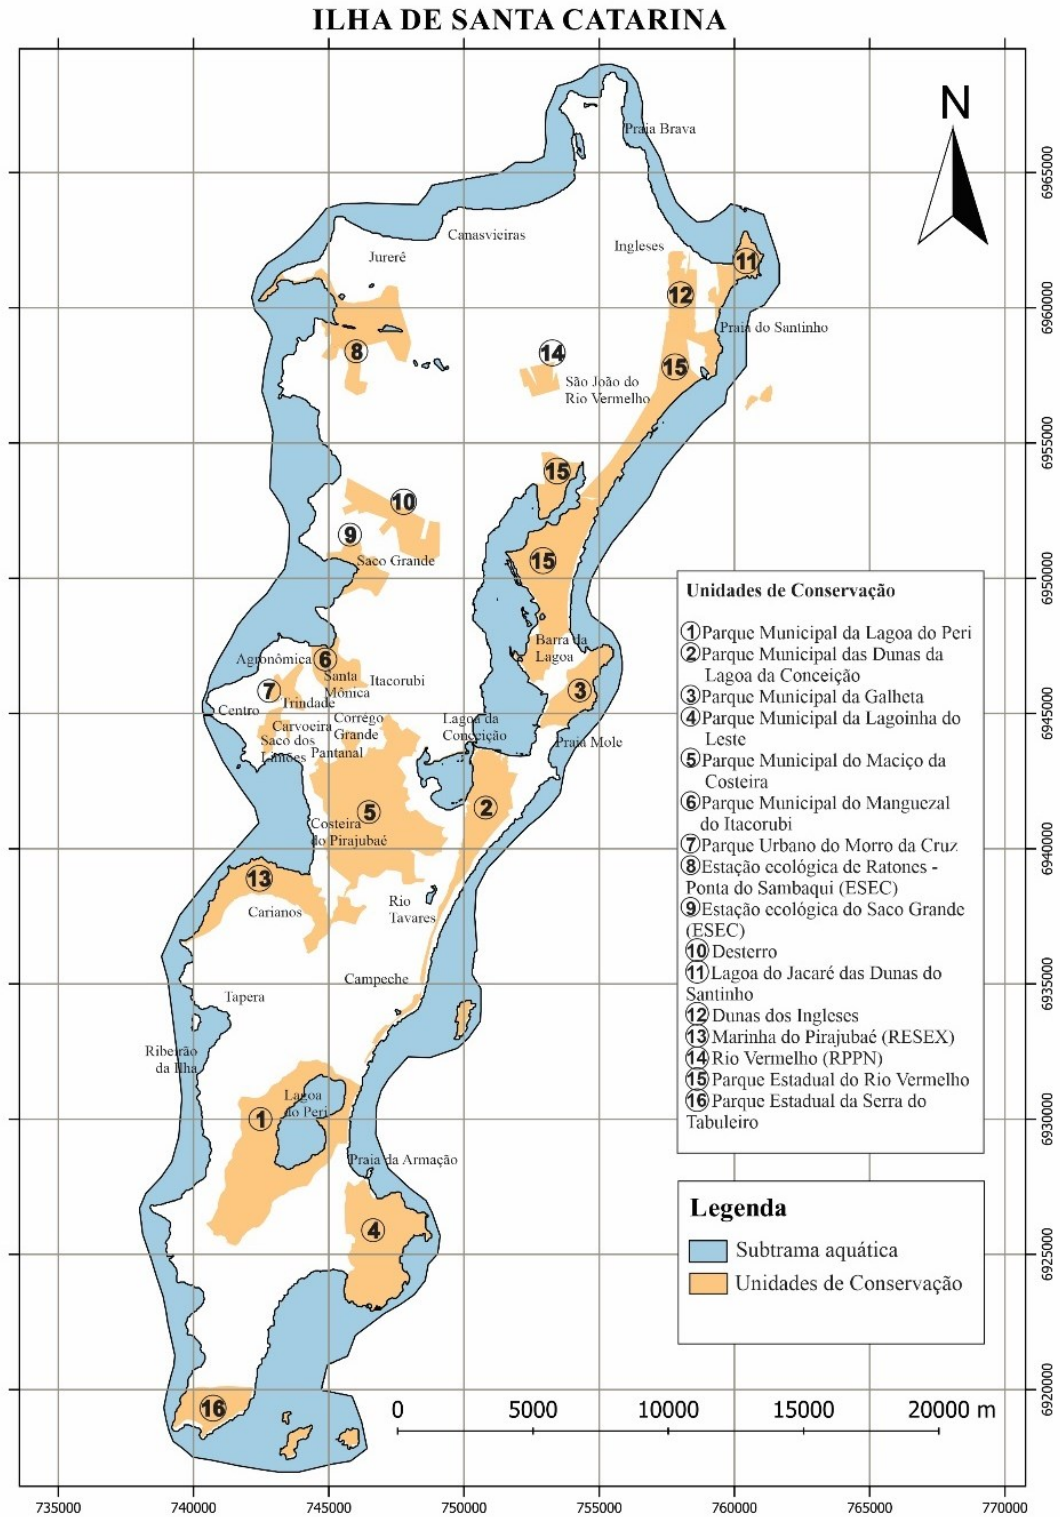 ILHA DE SANTA CATARINA
N
Praia Brava
6965000
Canasvieiras
Ingleses
Jurerê
11
12
6960000
Praia do Santinho
8
14
15
São João do
Rio Vermelho
6955000
15
10
9
Saco Grande
15
6950000
Unidades de Conservação
1 Parque Municipal da Lagoa do Peri
2 Parque Municipal das Dunas da
Lagoa da Conceição
3 Parque Municipal da Galheta
4 Parque Municipal da Lagoinha do
Leste
5 Parque Municipal do Maciço da
Costeira
6 Parque Municipal do Manguezal
do Itacorubi
7 Parque Urbano do Morro da Cruz
8 Estação ecológica de Ratones -
Ponta do Sambaqui (ESEC)
9 Estação ecológica do Saco Grande
(ESEC)
10 Desterro
11 Lagoa do Jacaré das Dunas do
Santinho
12 Dunas dos Ingleses
13 Marinha do Pirajubaé (RESEX)
14 Rio Vermelho (RPPN)
15 Parque Estadual do Rio Vermelho
16 Parque Estadual da Serra do
Tabuleiro
Barra da
Lagoa
Agronômica
6
Santa
Mônica
Itacorubi
7
3
Trindade
Centro
6945000
Carvoeira
Corrégo
Grande
Lagoa da
Conceição
Saco dos
Limões
Pantanal
Praia Mole
5
2
Costeira
do Pirajubaé
6940000
13
Carianos
Rio
Tavares
Campeche
6935000
Tapera
Ribeirão
da Ilha
Lagoa
do Peri
1
6930000
Praia da Armação
4
Legenda
Subtrama aquática
Unidades de Conservação
6925000
6920000
16
0 5000 10000 15000 20000 m
735000 740000 745000 750000 755000 760000 765000 770000